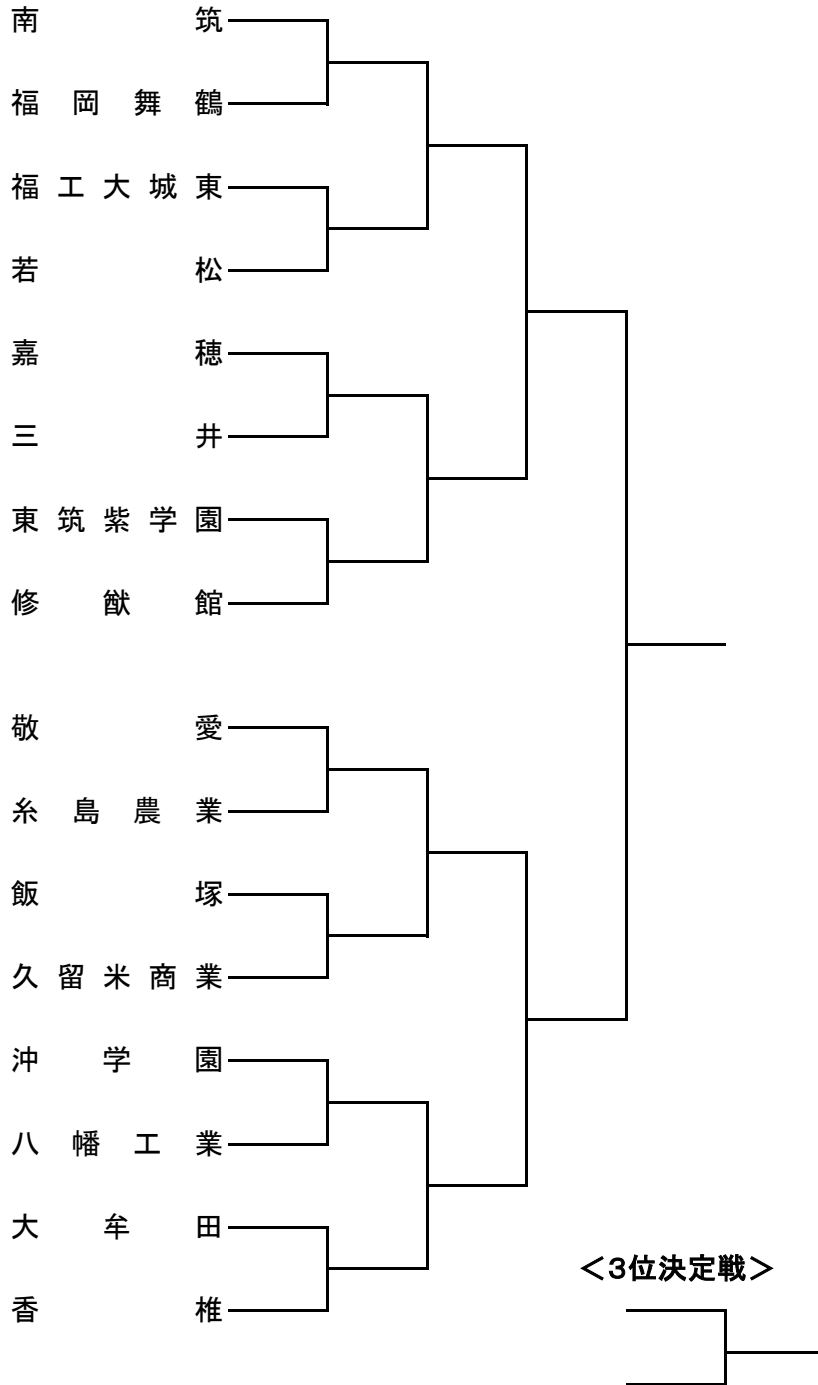 南筑
福岡舞鶴
福工大城東
若松
嘉穂
三井
東筑紫学園
修猷館
敬愛
糸島農業
飯塚
久留米商業
沖学園
八幡工業
大牟田
香椎
＜3位決定戦＞